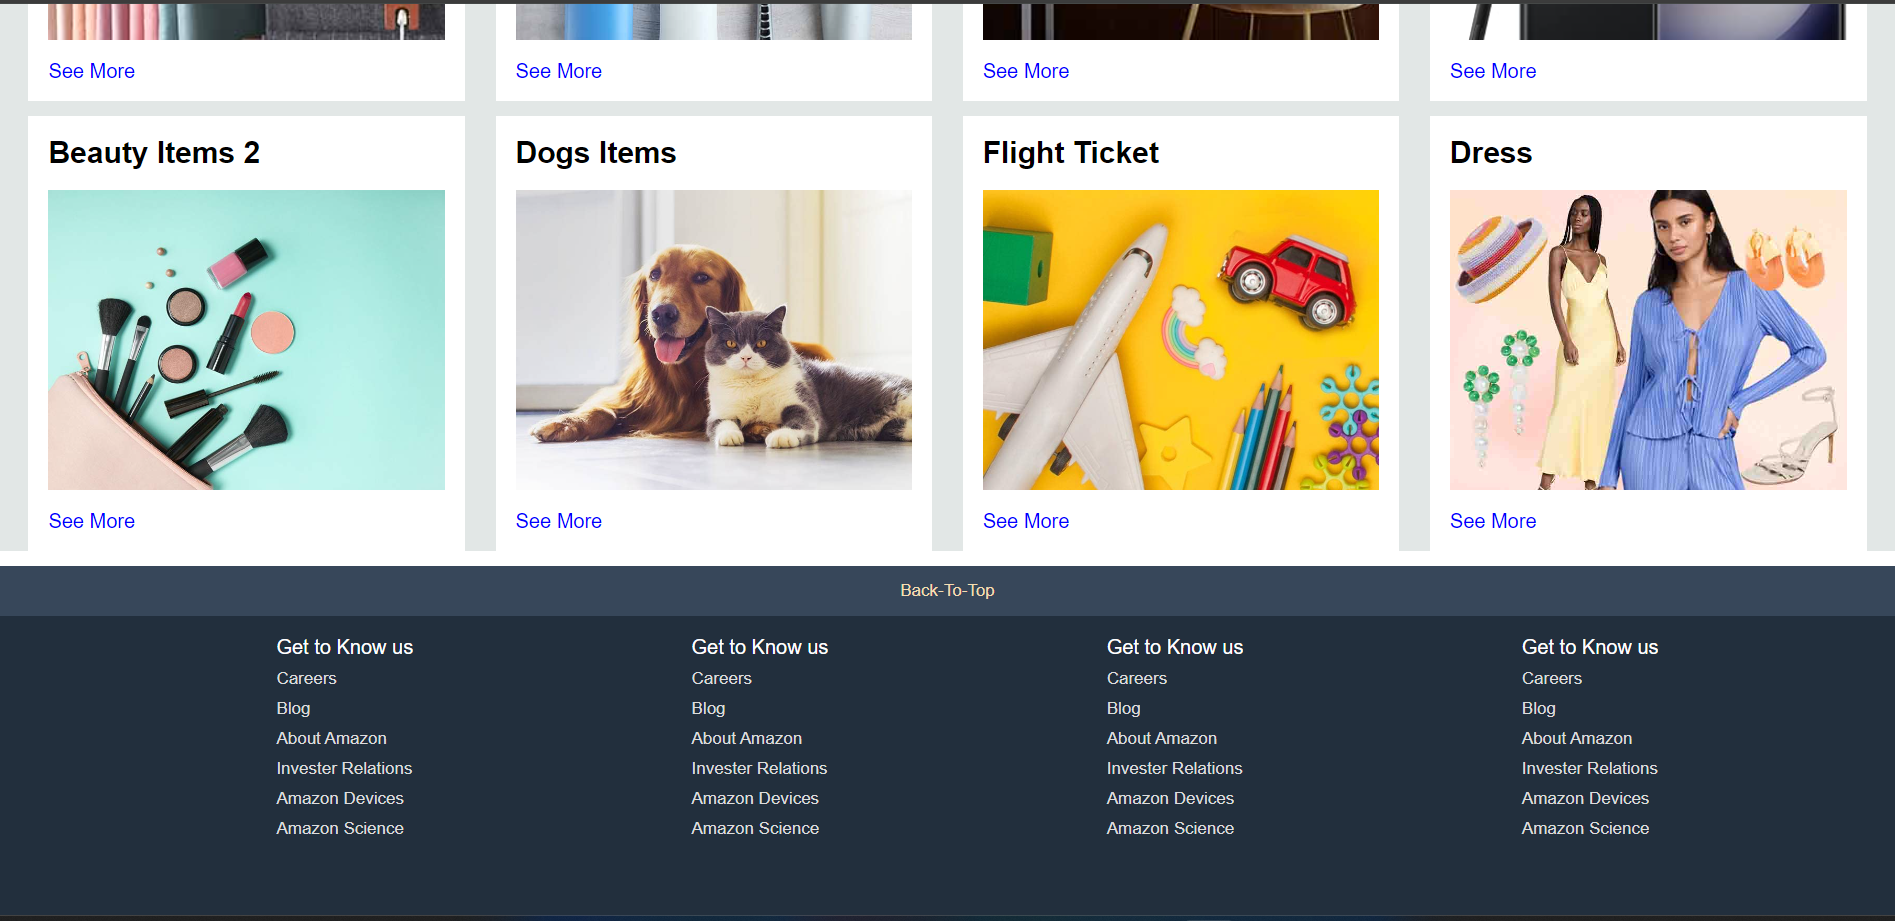 See More
See More
See More
See More
Beauty Items 2
Dogs Items
Flight Ticket
Dress
See More
See More
See More
See More
Back-To-Top
Get to Know us
Careers
Blog
About Amazon
Invester Relations
Amazon Devices
Amazon Science
Get to Know us
Careers
Blog
About Amazon
Invester Relations
Amazon Devices
Amazon Science
Get to Know us
Careers
Blog
About Amazon
Invester Relations
Amazon Devices
Amazon Science
Get to Know us
Careers
Blog
About Amazon
Invester Relations
Amazon Devices
Amazon Science